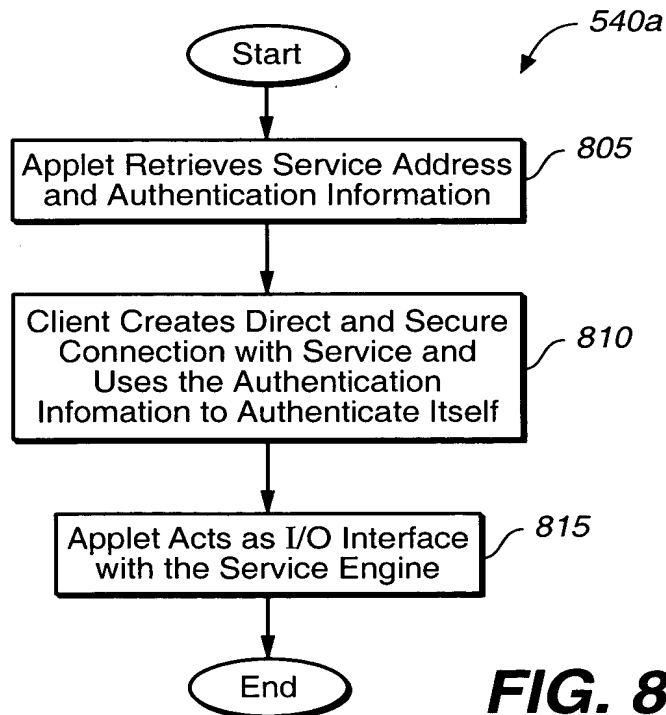 540a
Start
Applet Retrieves Service Address
and Authentication Information
805
Client Creates Direct and Secure
Connection with Service and
Uses the Authentication
Infomation to Authenticate Itself
810
Applet Acts as I/O Interface
with the Service Engine
815
End
FIG. 8